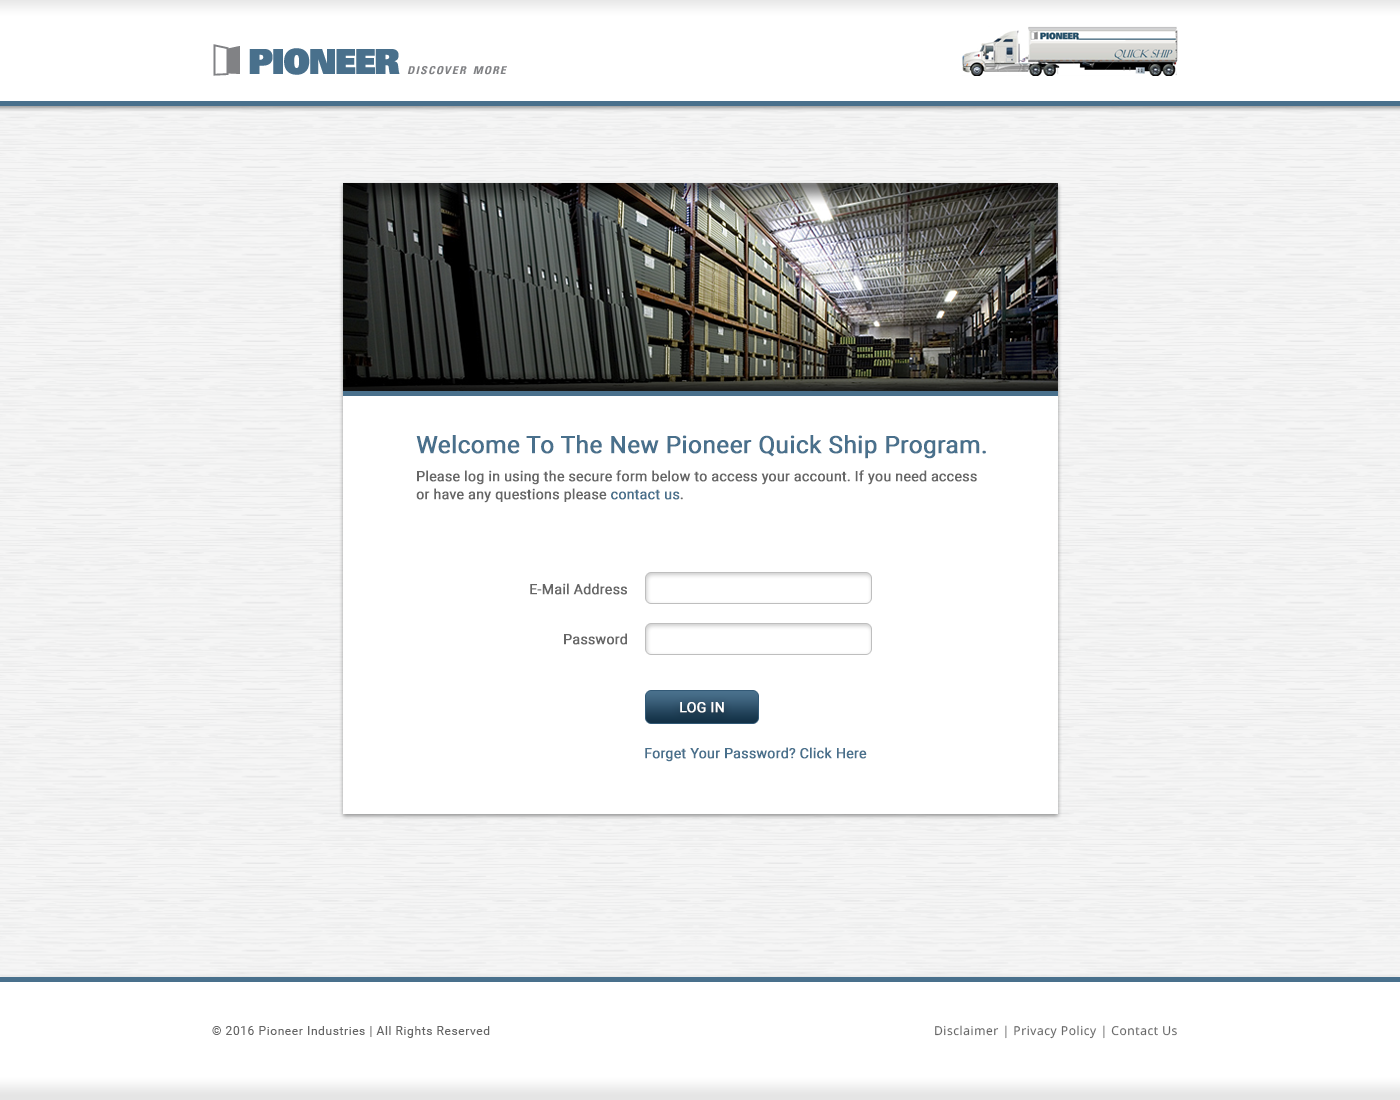 PIONEER DISCOVER MORE
PIONEER
QUICK SHIP
Welcome To The New Pioneer Quick Ship Program.
Please log in using the secure form below to access your account. If you need access
or have any questions please contact us.
E-Mail Address
Password
LOG IN
Forget Your Password? Click Here
© 2016 Pioneer Industries | All Rights Reserved
Disclaimer | Privacy Policy | Contact Us